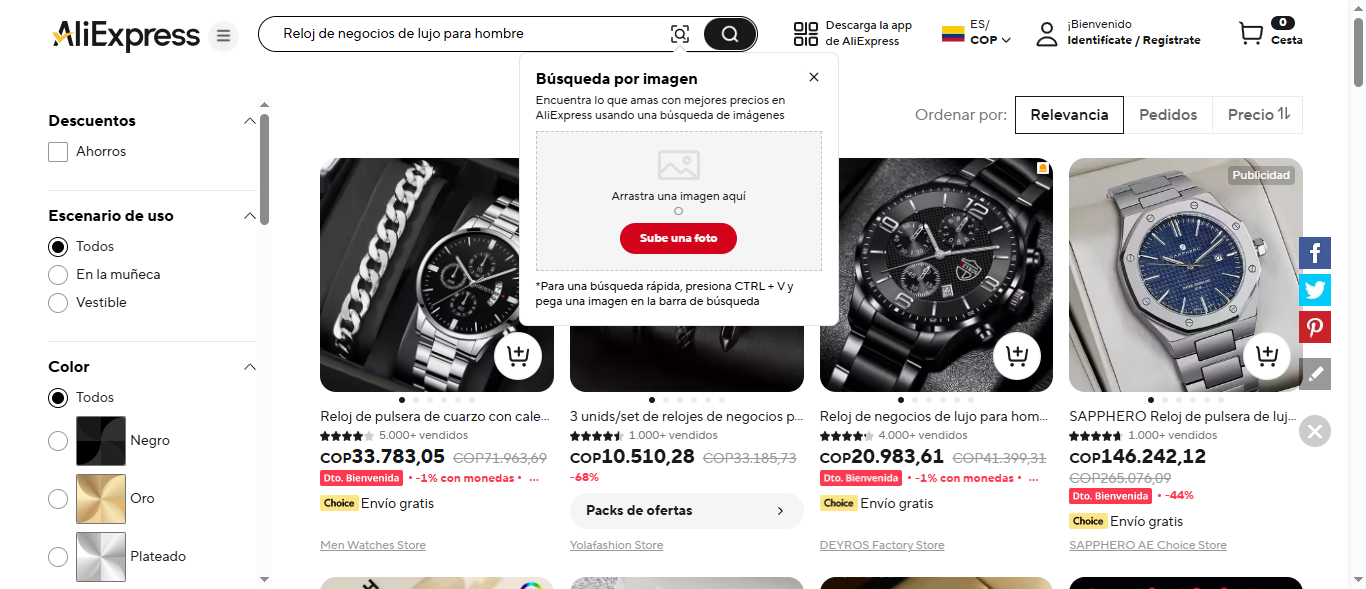 AliExpress
Reloj de negocios de lujo para hombre
Descarga la app
de AliExpress
ES/
COP
¡Bienvenido
Identifícate / Regístrate
0
Cesta
Búsqueda por imagen
Encuentra lo que amas con mejores precios en
AliExpress usando una búsqueda de imágenes
Arrastra una imagen aquí
O
Sube una foto
*Para una búsqueda rápida, presiona CTRL + V y
pega una imagen en la barra de búsqueda
Descuentos
Ahorros
Escenario de uso
Todos
En la muñeca
Vestible
Color
Todos
Negro
Oro
Plateado
Ordenar por:
Relevancia
Pedidos
Precio
Publicidad
SAPPHERO
Reloj de pulsera de cuarzo con cale...
5.000+ vendidos
COP33.783,05 COP71.963,69
Dto. Bienvenida • -1% con monedas • ...
Choice Envío gratis
Men Watches Store
3 unids/set de relojes de negocios p...
1.000+ vendidos
COP10.510,28 COP33.185,73
-68%
Packs de ofertas
Yolafashion Store
Reloj de negocios de lujo para hom...
4.000+ vendidos
COP20.983,61 COP41.399,31
Dto. Bienvenida • -1% con monedas • ...
Choice Envío gratis
DEYROS Factory Store
SAPPHERO Reloj de pulsera de luj...
1.000+ vendidos
COP146.242,12
COP265.076,09
Dto. Bienvenida • -44%
Choice Envío gratis
SAPPHERO AE Choice Store